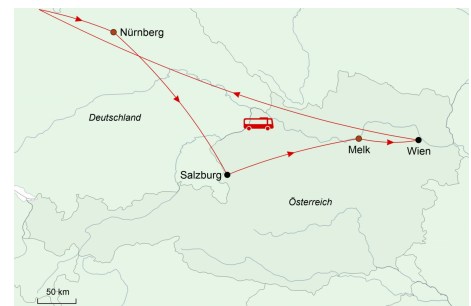 Nürnberg
Deutschland
Melk
Wien
Salzburg
Österreich
50 km